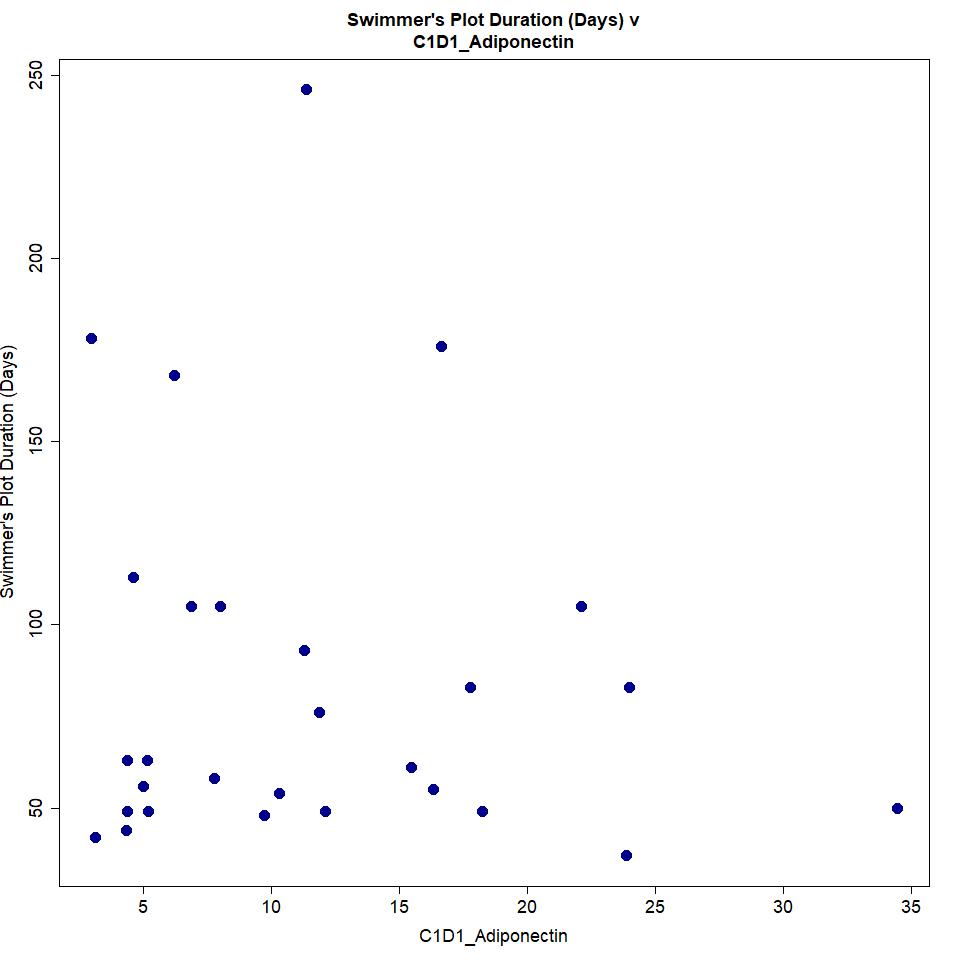 Swimmer's Plot Duration (Days) v
C1D1_Adiponectin
Swimmer's Plot Duration (Days)
250
200
150
100
50
5 10 15 20 25 30 35
C1D1_Adiponectin